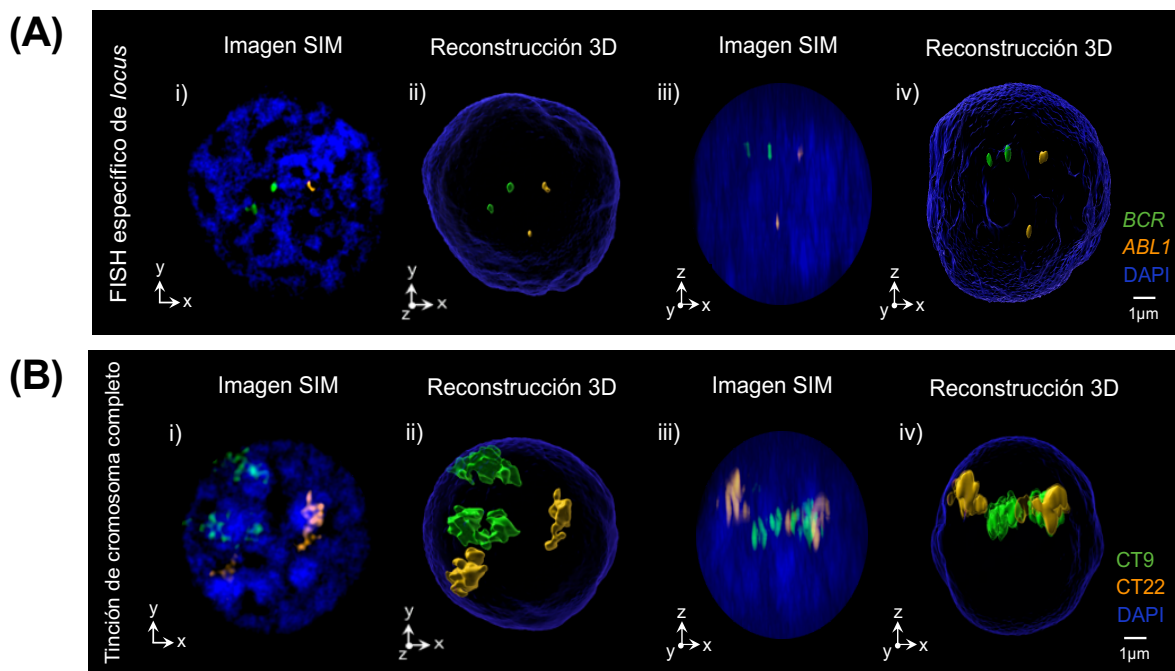 (A)
FISH específico de locus
Imagen SIM
Reconstrucción 3D
Imagen SIM
Reconstrucción 3D
i)
ii)
iii)
iv)
y
x
y
z
x
z
y
x
z
y
x
BCR
ABL1
DAPI
1µm
(B)
Tinción de cromosoma completo
Imagen SIM
Reconstrucción 3D
Imagen SIM
Reconstrucción 3D
i)
ii)
iii)
iv)
y
x
y
z
x
z
y
x
z
y
x
CT9
CT22
DAPI
1µm